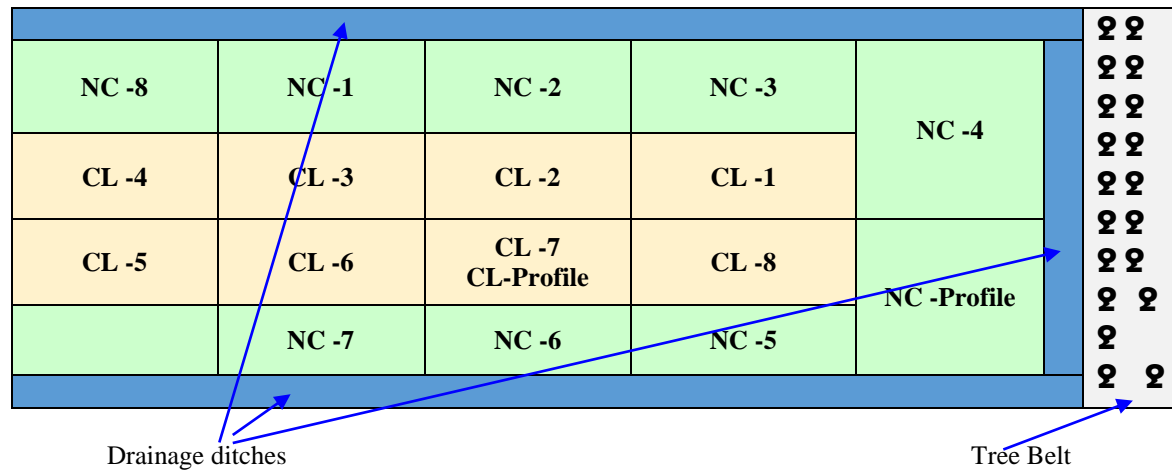 NC -8
NC -1
NC -2
NC -3
NC -4
CL -4
CL -3
CL -2
CL -1
CL -5
CL -6
CL -7
CL-Profile
CL -8
NC -Profile
NC -7
NC -6
NC -5
Drainage ditches
Tree Belt